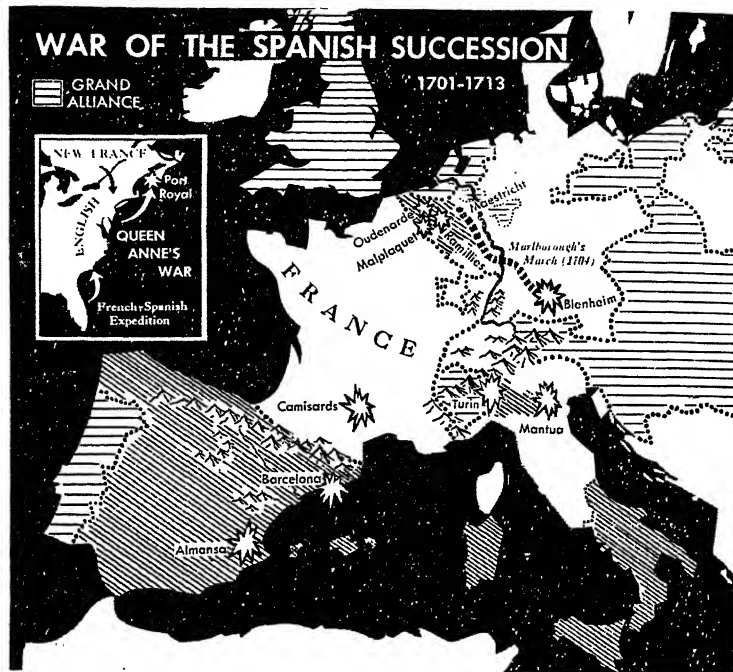 WAR OF THE SPANISH SUCCESSION
1701-1713
GRAND
ALLIANCE
NEW FRANCE
Port
Royal
ENGLISH
QUEEN
ANNE'S
WAR
French-Spanish
Expedition
Maestricht
Oudenarde
Ramillies
Malplaquet
Marlborough's
March (1704)
Blenheim
FRANCE
Camisards
Turin
Mantua
Barcelona
Almansa